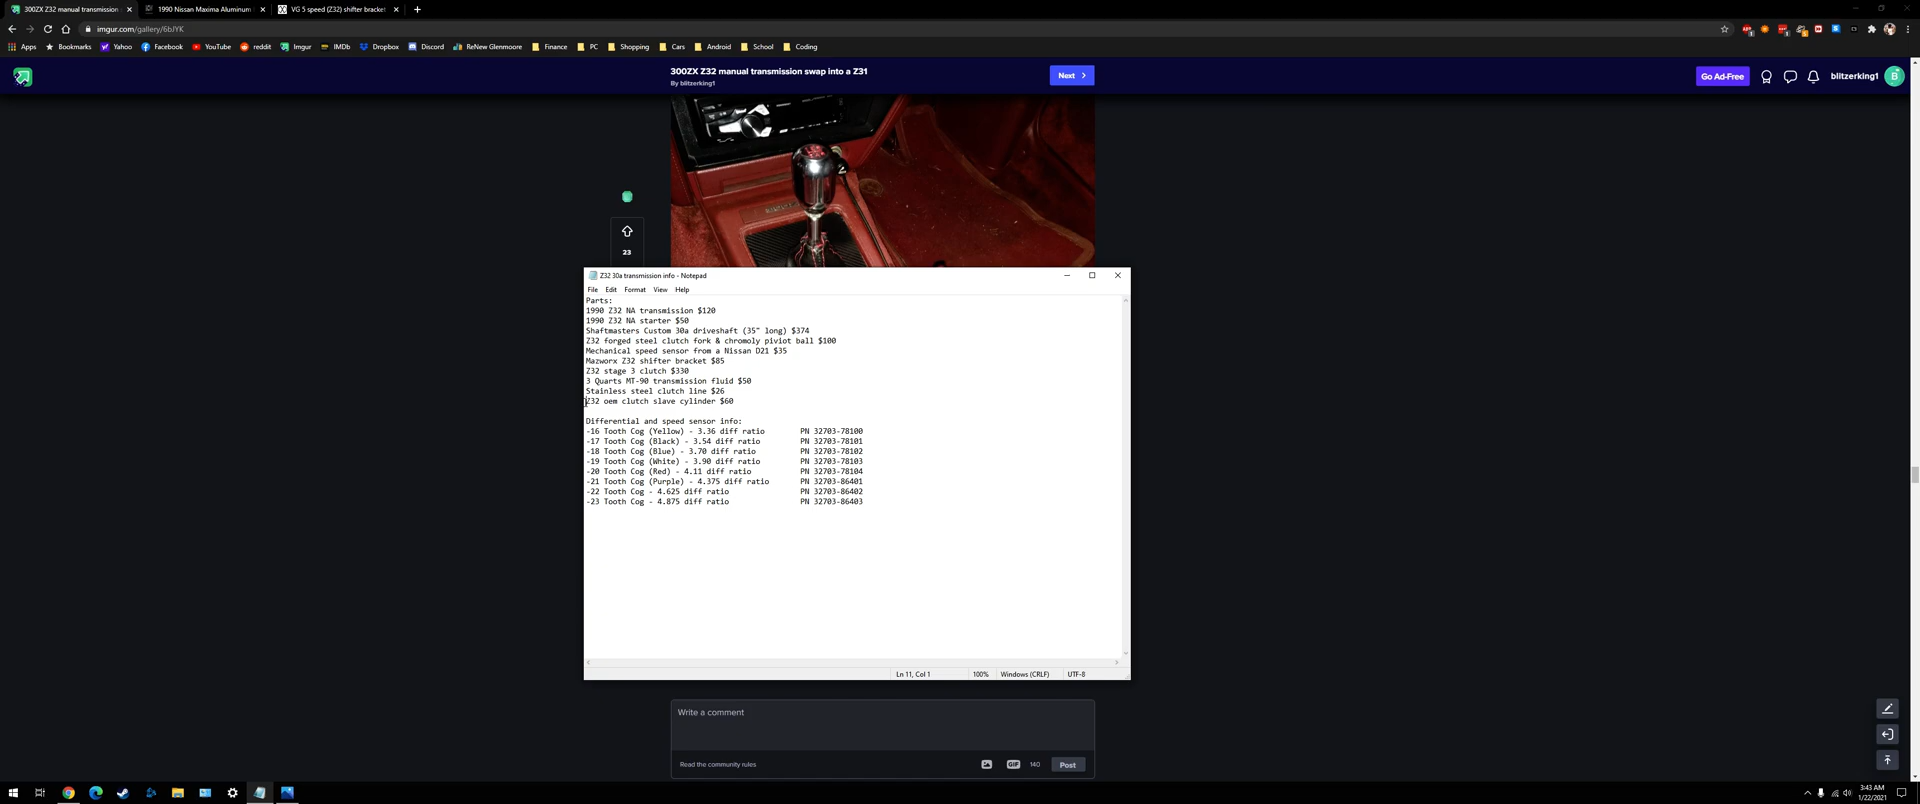 300ZX Z32 manual transmission
1990 Nissan Maxima Aluminum
VG 5 speed (Z32) shifter bracket
imgur.com/gallery/6bJYK
Apps
Bookmarks
Yahoo
Facebook
YouTube
reddit
Imgur
IMDb
Dropbox
Discord
ReNew Glenmoore
Finance
PC
Shopping
Cars
Android
School
Coding
300ZX Z32 manual transmission swap into a Z31
By blitzerking1
Next
Go Ad-Free
blitzerking1
B
23
Z32 30a transmission info - Notepad
File Edit Format View Help
Parts:
1990 Z32 NA transmission $120
1990 Z32 NA starter $50
Shaftmasters Custom 30a driveshaft (35" long) $374
Z32 forged steel clutch fork & chromoly piviot ball $100
Mechanical speed sensor from a Nissan D21 $35
Mazworx Z32 shifter bracket $85
Z32 stage 3 clutch $330
3 Quarts MT-90 transmission fluid $50
Stainless steel clutch line $26
Z32 oem clutch slave cylinder $60
Differential and speed sensor info:
-16 Tooth Cog (Yellow) - 3.36 diff ratio PN 32703-78100
-17 Tooth Cog (Black) - 3.54 diff ratio PN 32703-78101
-18 Tooth Cog (Blue) - 3.70 diff ratio PN 32703-78102
-19 Tooth Cog (White) - 3.90 diff ratio PN 32703-78103
-20 Tooth Cog (Red) - 4.11 diff ratio PN 32703-78104
-21 Tooth Cog (Purple) - 4.375 diff ratio PN 32703-86401
-22 Tooth Cog - 4.625 diff ratio PN 32703-86402
-23 Tooth Cog - 4.875 diff ratio PN 32703-86403
Ln 11, Col 1
100%
Windows (CRLF)
UTF-8
Write a comment
Read the community rules
GIF
140
Post
3:43 AM
1/22/2021